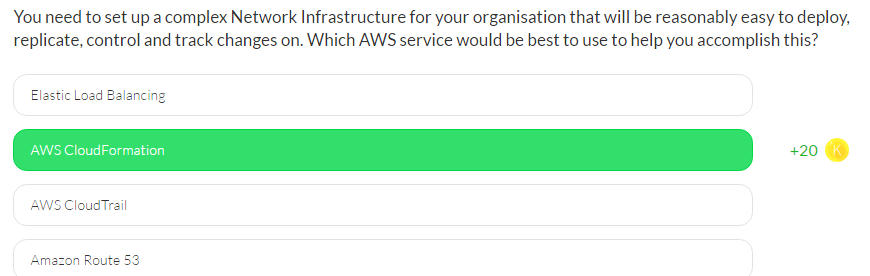 You need to set up a complex Network Infrastructure for your organisation that will be reasonably easy to deploy,
replicate, control and track changes on. Which AWS service would be best to use to help you accomplish this?
Elastic Load Balancing
AWS CloudFormation
+20 K
AWS CloudTrail
Amazon Route 53